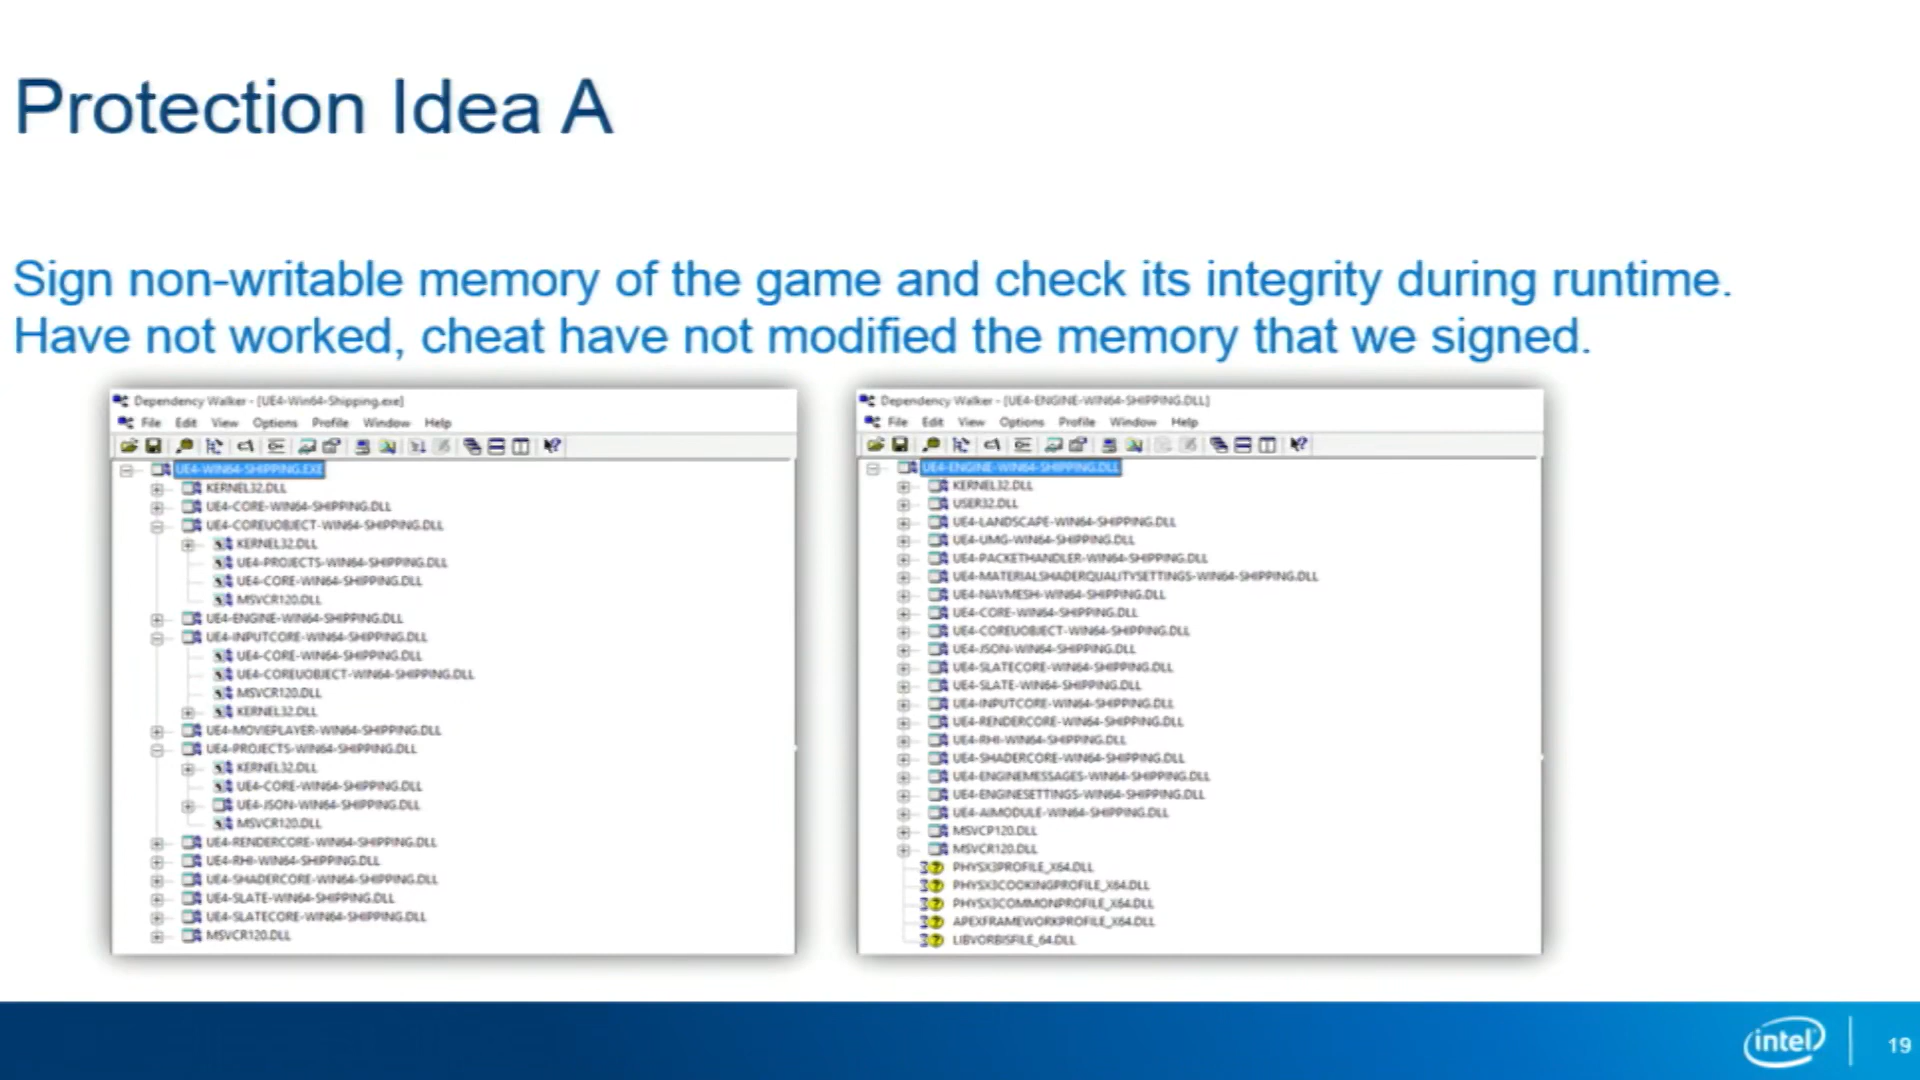 Protection Idea A
Sign non-writable memory of the game and check its integrity during runtime.
Have not worked, cheat have not modified the memory that we signed.
Dependency Walker - [UE4-Win64-Shipping.exe]
File Edit View Options Profile Window Help
UE4-WIN64-SHIPPING.EXE
KERNEL32.DLL
UE4-CORE-WIN64-SHIPPING.DLL
UE4-COREUOBJECT-WIN64-SHIPPING.DLL
KERNEL32.DLL
UE4-PROJECTS-WIN64-SHIPPING.DLL
UE4-CORE-WIN64-SHIPPING.DLL
MSVCR120.DLL
UE4-ENGINE-WIN64-SHIPPING.DLL
UE4-INPUTCORE-WIN64-SHIPPING.DLL
UE4-CORE-WIN64-SHIPPING.DLL
UE4-COREUOBJECT-WIN64-SHIPPING.DLL
MSVCR120.DLL
KERNEL32.DLL
UE4-MOVIEPLAYER-WIN64-SHIPPING.DLL
UE4-PROJECTS-WIN64-SHIPPING.DLL
KERNEL32.DLL
UE4-CORE-WIN64-SHIPPING.DLL
UE4-JSON-WIN64-SHIPPING.DLL
MSVCR120.DLL
UE4-RENDERCORE-WIN64-SHIPPING.DLL
UE4-RHI-WIN64-SHIPPING.DLL
UE4-SHADERCORE-WIN64-SHIPPING.DLL
UE4-SLATE-WIN64-SHIPPING.DLL
UE4-SLATECORE-WIN64-SHIPPING.DLL
MSVCR120.DLL
Dependency Walker - [UE4-ENGINE-WIN64-SHIPPING.DLL]
File Edit View Options Profile Window Help
UE4-ENGINE-WIN64-SHIPPING.DLL
KERNEL32.DLL
USER32.DLL
UE4-LANDSCAPE-WIN64-SHIPPING.DLL
UE4-UMG-WIN64-SHIPPING.DLL
UE4-PACKETHANDLER-WIN64-SHIPPING.DLL
UE4-MATERIALSHADERQUALITYSETTINGS-WIN64-SHIPPING.DLL
UE4-NAVMESH-WIN64-SHIPPING.DLL
UE4-CORE-WIN64-SHIPPING.DLL
UE4-COREUOBJECT-WIN64-SHIPPING.DLL
UE4-JSON-WIN64-SHIPPING.DLL
UE4-SLATECORE-WIN64-SHIPPING.DLL
UE4-SLATE-WIN64-SHIPPING.DLL
UE4-INPUTCORE-WIN64-SHIPPING.DLL
UE4-RENDERCORE-WIN64-SHIPPING.DLL
UE4-RHI-WIN64-SHIPPING.DLL
UE4-SHADERCORE-WIN64-SHIPPING.DLL
UE4-ENGINEMESSAGES-WIN64-SHIPPING.DLL
UE4-ENGINESETTINGS-WIN64-SHIPPING.DLL
UE4-AIMODULE-WIN64-SHIPPING.DLL
MSVCP120.DLL
MSVCR120.DLL
PHYSX3PROFILE_X64.DLL
PHYSX3COOKINGPROFILE_X64.DLL
PHYSX3COMMONPROFILE_X64.DLL
APEXFRAMEWORKPROFILE_X64.DLL
LIBVORBISFILE_64.DLL
intel
19